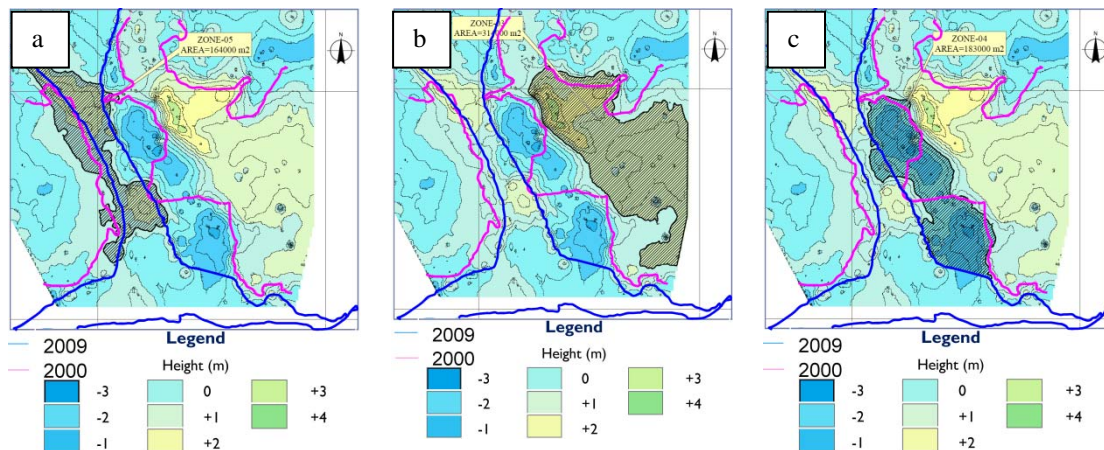 a
ZONE-05
AREA=164000 m2
Legend
2009
2000
Height (m)
-3
0
+3
-2
+1
+4
-1
+2
b
Legend
2009
2000
Height (m)
-3
0
+3
-2
+1
+4
-1
+2
c
ZONE-04
AREA=183000 m2
Legend
2009
2000
Height (m)
-3
0
+3
-2
+1
+4
-1
+2